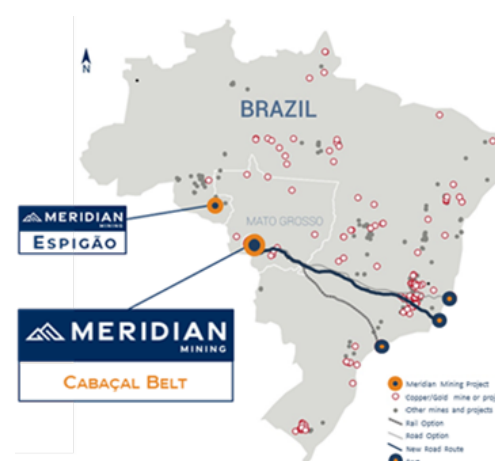 N
BRAZIL
MATO GROSSO
MERIDIAN
MINING
ESPIGÃO
MERIDIAN
MINING
CABAÇAL BELT
Meridian Mining Project
Copper/Gold mine or proj
Other mines and projects
Rail Option
Road Option
New Road Route
Port